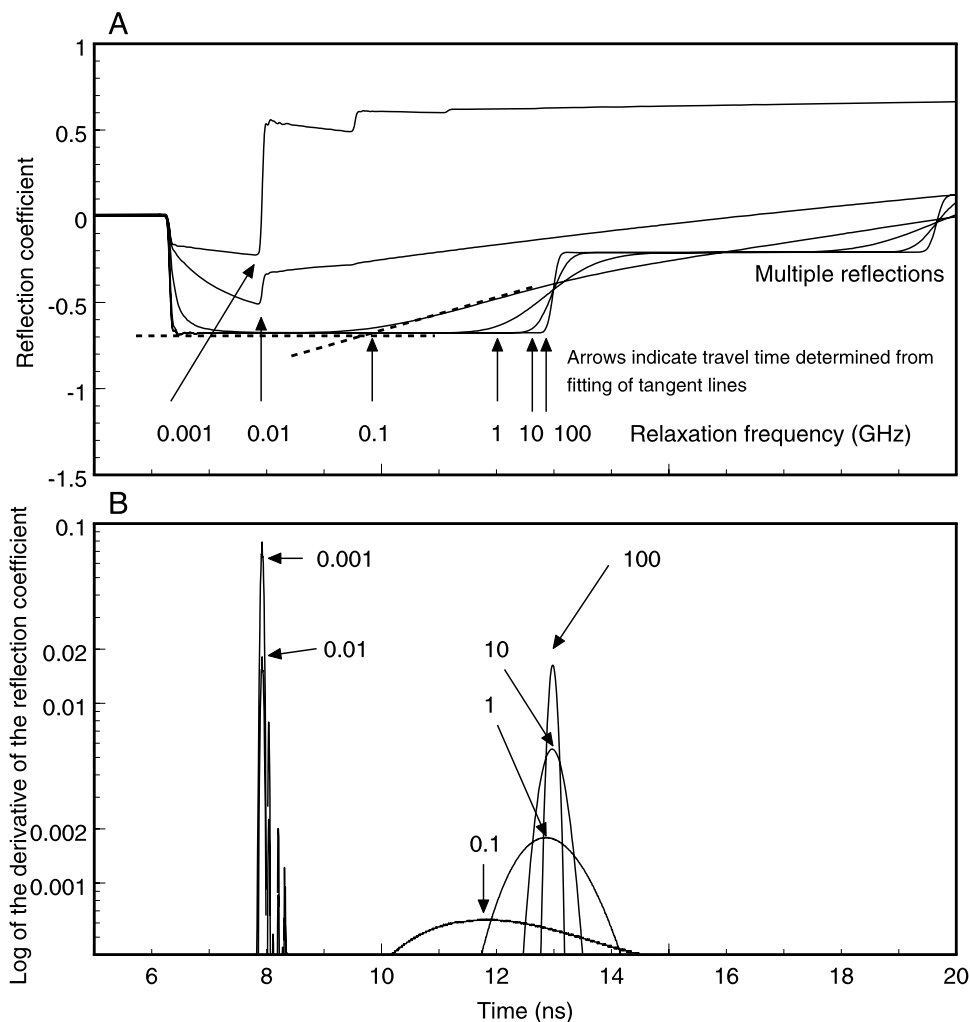 A
1
0.5
0
-0.5
-1
-1.5
Reflection coefficient
Multiple reflections
Arrows indicate travel time determined from
fitting of tangent lines
0.001 0.01 0.1 1 10 100 Relaxation frequency (GHz)
B
0.1
0.02
0.01
0.002
0.001
Log of the derivative of the reflection coefficient
0.001
100
0.01
10
1
0.1
6 8 10 12 14 16 18 20
Time (ns)